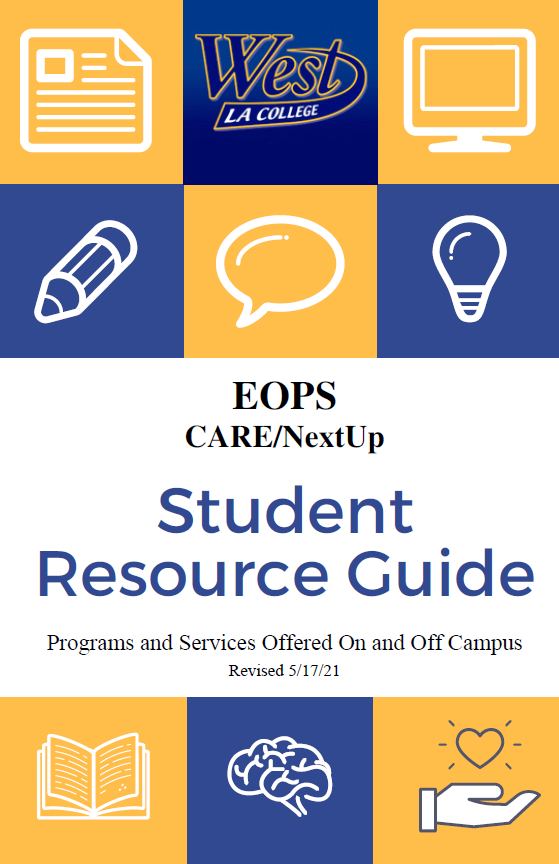 West
LA COLLEGE
EOPS
CARE/NextUp
Student
Resource Guide
Programs and Services Offered On and Off Campus
Revised 5/17/21